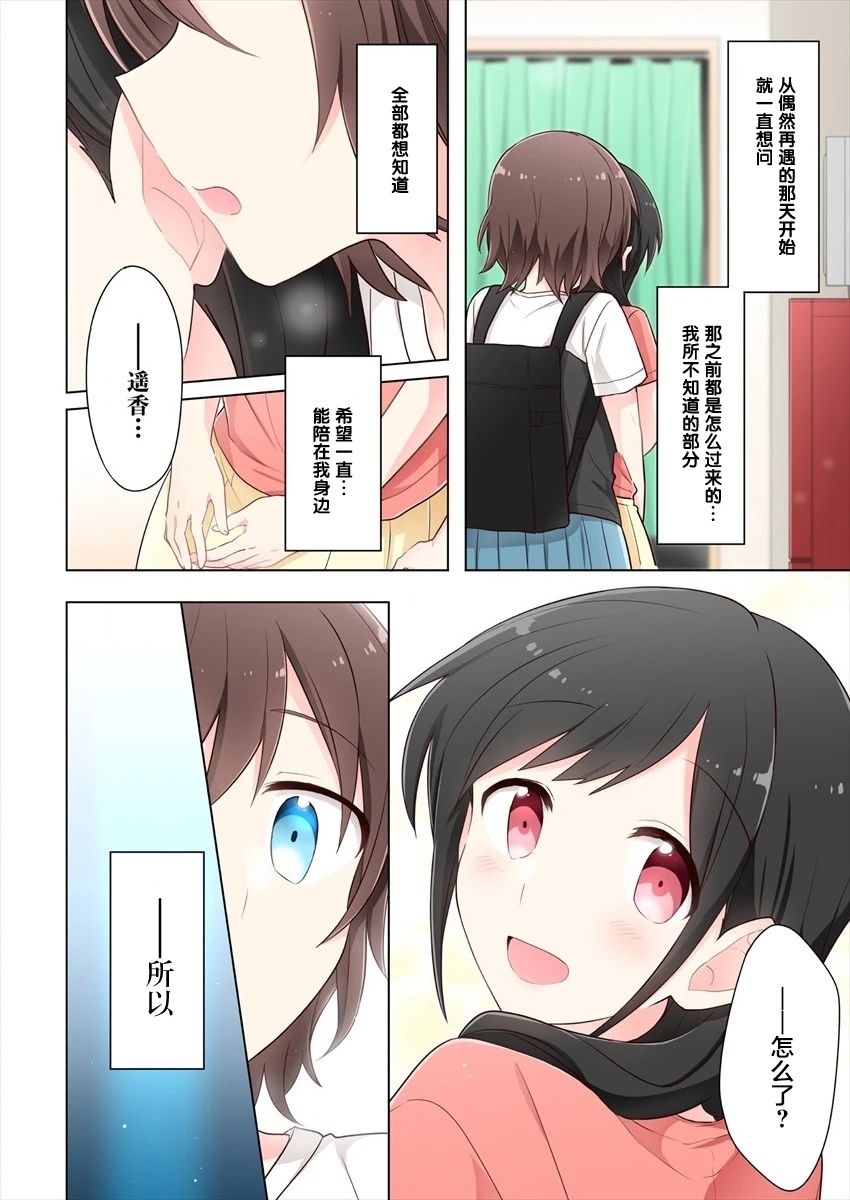 从偶然再遇的那天开始
就一直想问
那之前都是怎么过来的…
我所不知道的部分
全部都想知道
希望一直…
能陪在我身边
——遥香…
——怎么了?
——所以